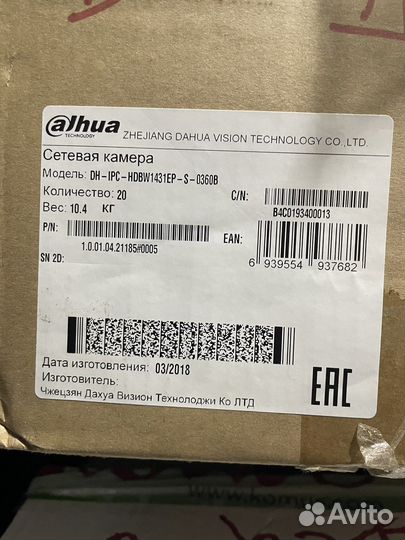 alhua
TECHNOLOGY
ZHEJIANG DAHUA VISION TECHNOLOGY CO.,LTD.
Сетевая камера
Модель: DH-IPC-HDBW1431EP-S-0360B
Количество: 20
C/N:
B4C0193400013
Вес: 10.4 КГ
P/N:
1.0.01.04.21185#0005
EAN:
6 939554 937682
SN 2D:
Дата изготовления: 03/2018
Изготовитель:
Чжецзян Дахуа Визион Технолоджи Ко ЛТД
EAC
Avito